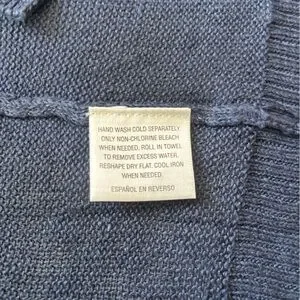 HAND WASH COLD SEPARATELY
ONLY NON-CHLORINE BLEACH
WHEN NEEDED, ROLL IN TOWEL
TO REMOVE EXCESS WATER.
RESHAPE DRY FLAT. COOL IRON
WHEN NEEDED.
ESPAÑOL EN REVERSO